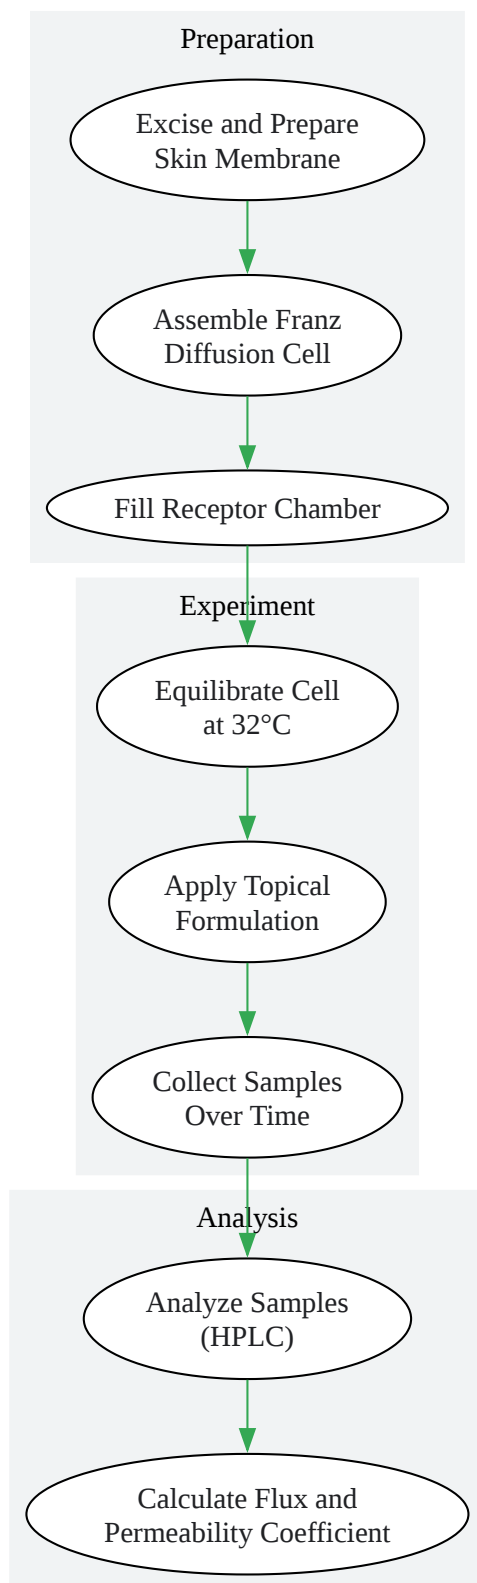 Preparation
Excise and Prepare
Skin Membrane
Assemble Franz
Diffusion Cell
Fill Receptor Chamber
Experiment
Equilibrate Cell
at 32°C
Apply Topical
Formulation
Collect Samples
Over Time
Analysis
Analyze Samples
(HPLC)
Calculate Flux and
Permeability Coefficient